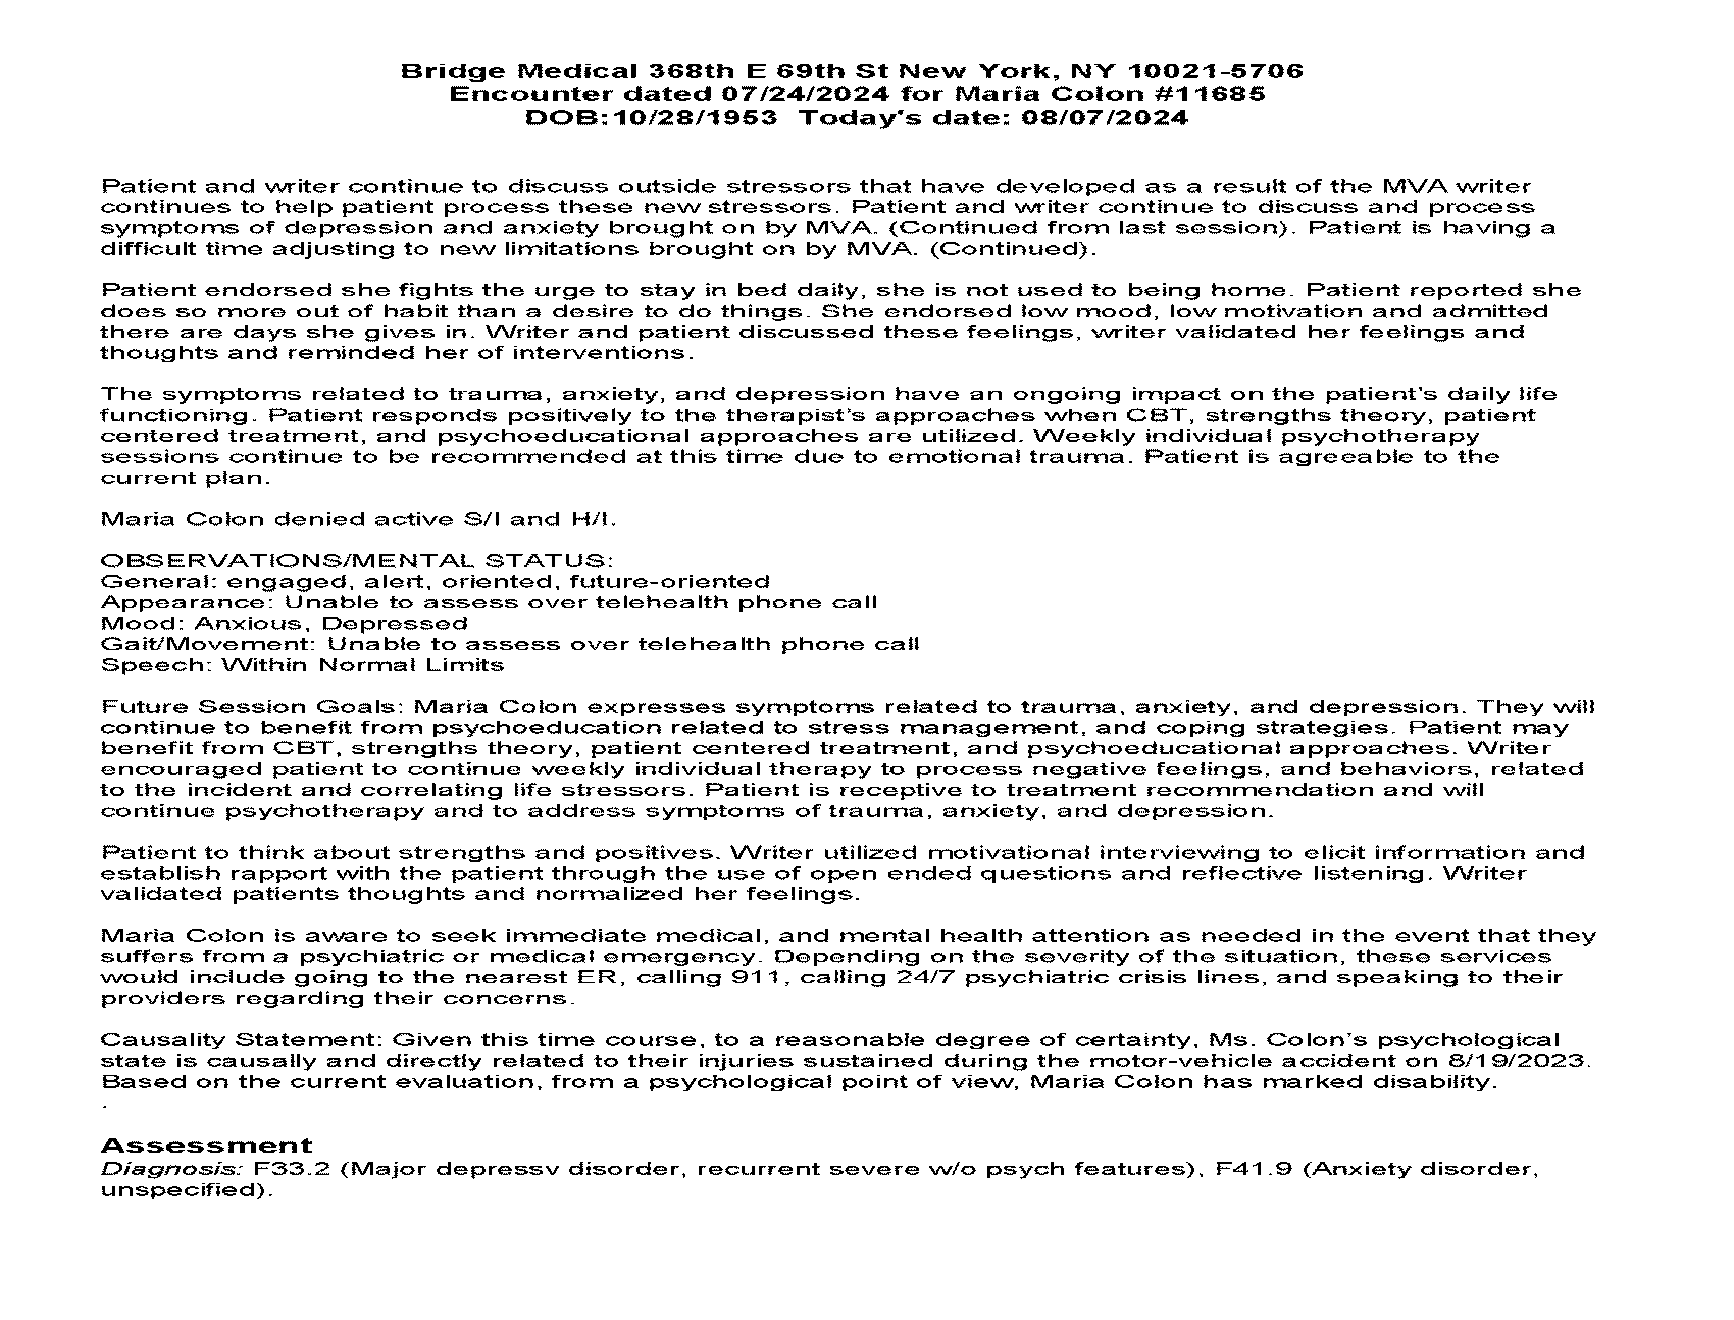 Bridge Medical 368th E 69th St New York, NY 10021-5706
Encounter dated 07/24/2024 for Maria Colon #11685
DOB:10/28/1953  Today's date: 08/07/2024
Patient and writer continue to discuss outside stressors that have developed as a result of the MVA writer
continues to help patient process these new stressors. Patient and writer continue to discuss and process
symptoms of depression and anxiety brought on by MVA. (Continued from last session). Patient is having a
difficult time adjusting to new limitations brought on by MVA. (Continued).
Patient endorsed she fights the urge to stay in bed daily, she is not used to being home. Patient reported she
does so more out of habit than a desire to do things. She endorsed low mood, low motivation and admitted
there are days she gives in. Writer and patient discussed these feelings, writer validated her feelings and
thoughts and reminded her of interventions.
The symptoms related to trauma, anxiety, and depression have an ongoing impact on the patient's daily life
functioning. Patient responds positively to the therapist's approaches when CBT, strengths theory, patient
centered treatment, and psychoeducational approaches are utilized. Weekly individual psychotherapy
sessions continue to be recommended at this time due to emotional trauma. Patient is agreeable to the
current plan.
Maria Colon denied active S/I and H/I.
OBSERVATIONS/MENTAL STATUS:
General: engaged, alert, oriented, future-oriented
Appearance: Unable to assess over telehealth phone call
Mood: Anxious, Depressed
Gait/Movement: Unable to assess over telehealth phone call
Speech: Within Normal Limits
Future Session Goals: Maria Colon expresses symptoms related to trauma, anxiety, and depression. They will
continue to benefit from psychoeducation related to stress management, and coping strategies. Patient may
benefit from CBT, strengths theory, patient centered treatment, and psychoeducational approaches. Writer
encouraged patient to continue weekly individual therapy to process negative feelings, and behaviors, related
to the incident and correlating life stressors. Patient is receptive to treatment recommendation and will
continue psychotherapy and to address symptoms of trauma, anxiety, and depression.
Patient to think about strengths and positives. Writer utilized motivational interviewing to elicit information and
establish rapport with the patient through the use of open ended questions and reflective listening. Writer
validated patients thoughts and normalized her feelings.
Maria Colon is aware to seek immediate medical, and mental health attention as needed in the event that they
suffers from a psychiatric or medical emergency. Depending on the severity of the situation, these services
would include going to the nearest ER, calling 911, calling 24/7 psychiatric crisis lines, and speaking to their
providers regarding their concerns.
Causality Statement: Given this time course, to a reasonable degree of certainty, Ms. Colon's psychological
state is causally and directly related to their injuries sustained during the motor-vehicle accident on 8/19/2023.
Based on the current evaluation, from a psychological point of view, Maria Colon has marked disability.
.
Assessment
Diagnosis: F33.2 (Major depressv disorder, recurrent severe w/o psych features), F41.9 (Anxiety disorder,
unspecified).